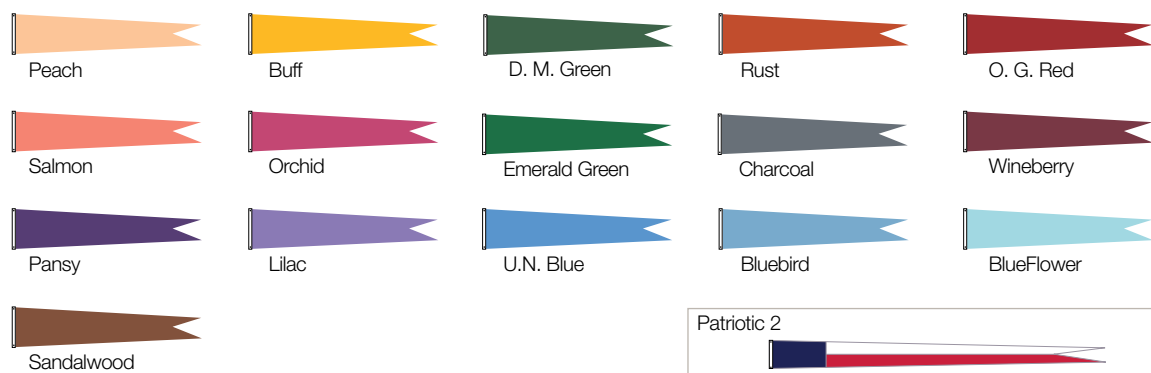 Peach
Buff
D. M. Green
Rust
O. G. Red
Salmon
Orchid
Emerald Green
Charcoal
Wineberry
Pansy
Lilac
U.N. Blue
Bluebird
BlueFlower
Sandalwood
Patriotic 2